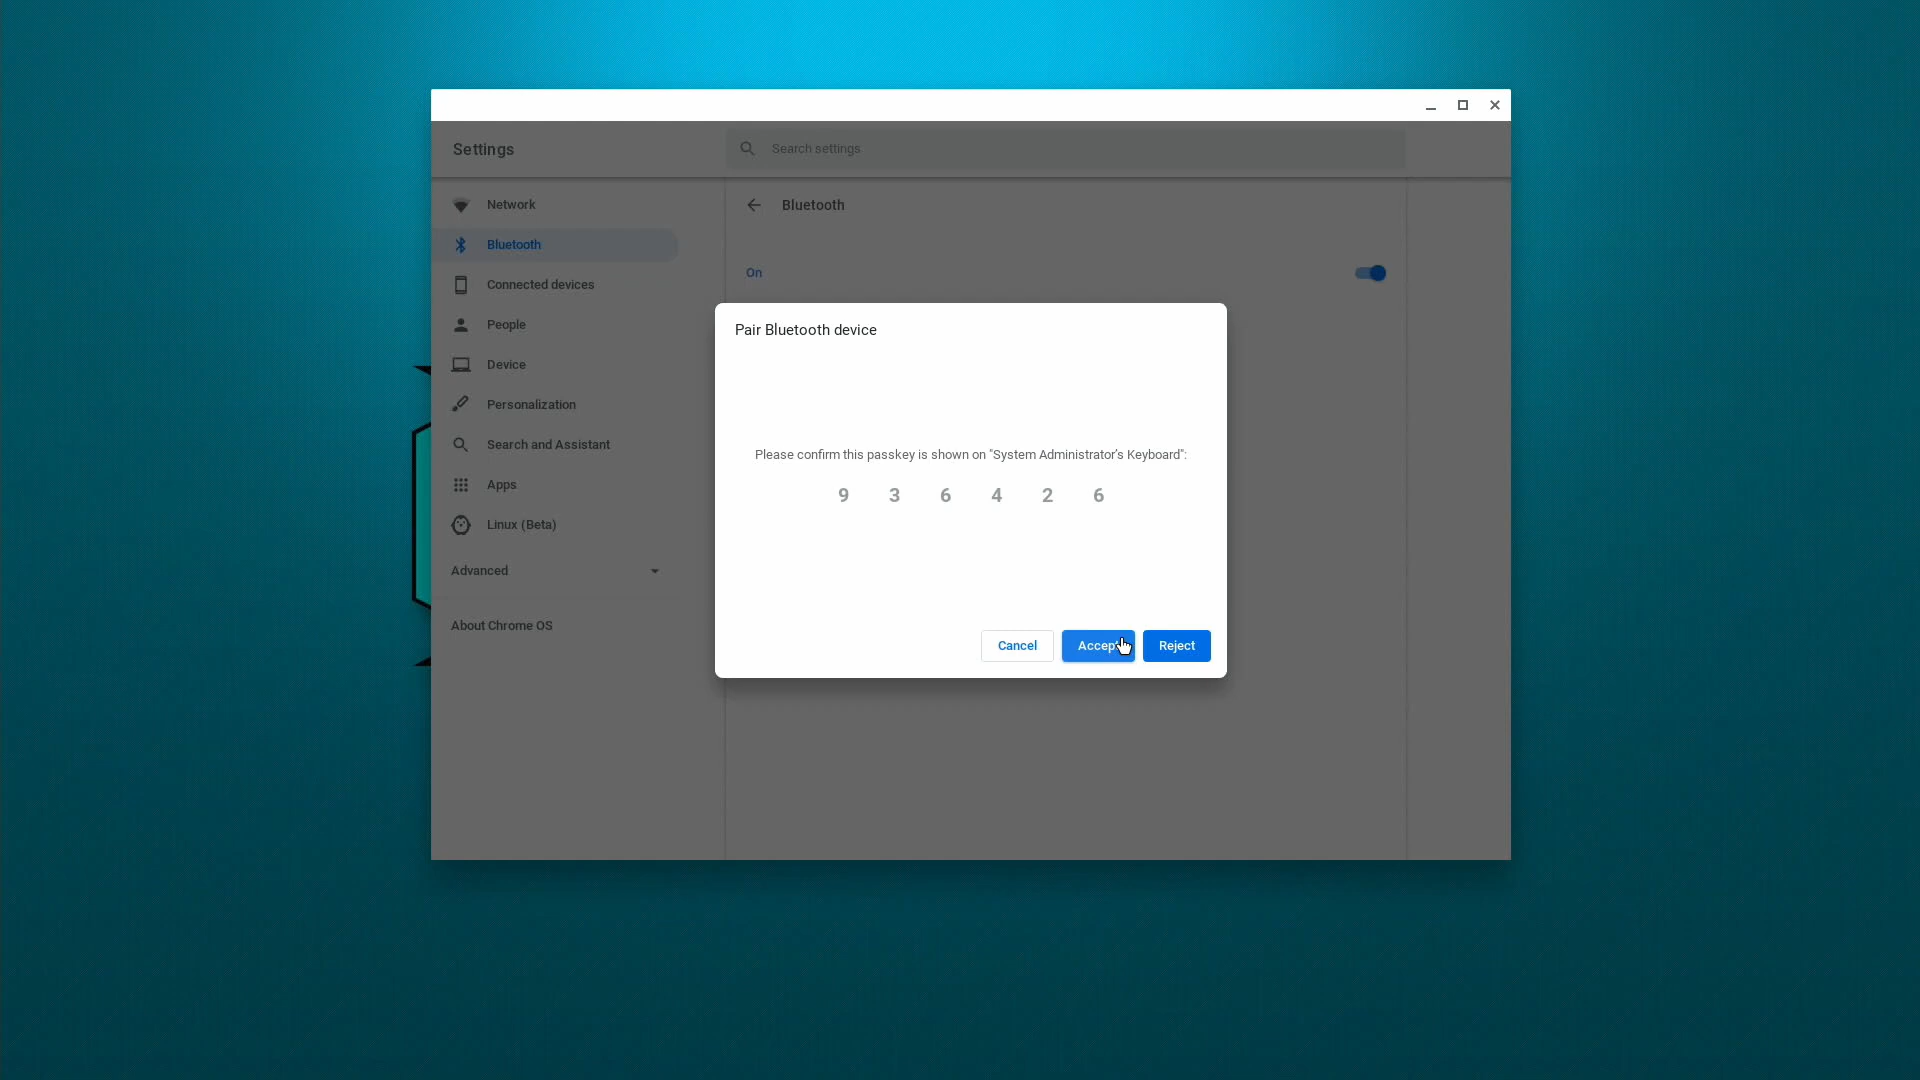 Settings
Search settings
Network
Bluetooth
Connected devices
People
Device
Personalization
Search and Assistant
Apps
Linux (Beta)
Advanced
About Chrome OS
Bluetooth
On
Pair Bluetooth device
Please confirm this passkey is shown on "System Administrator’s Keyboard":
9 3 6 4 2 6
Cancel
Accept
Reject